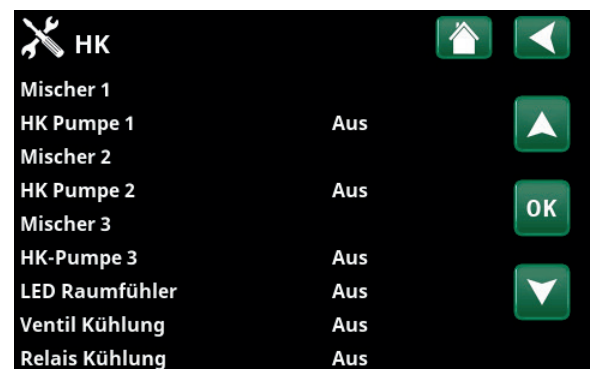 HK
Mischer 1
HK Pumpe 1 Aus
Mischer 2
HK Pumpe 2 Aus
OK
Mischer 3
HK-Pumpe 3 Aus
LED Raumfühler Aus
Ventil Kühlung Aus
Relais Kühlung Aus